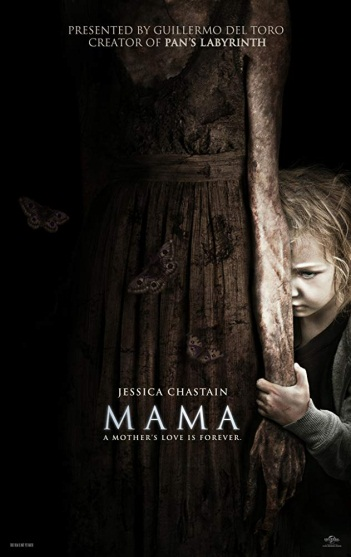 PRESENTED BY GUILLERMO DEL TORO
CREATOR OF PAN'S LABYRINTH
JESSICA CHASTAIN
MAMA
A MOTHER'S LOVE IS FOREVER.